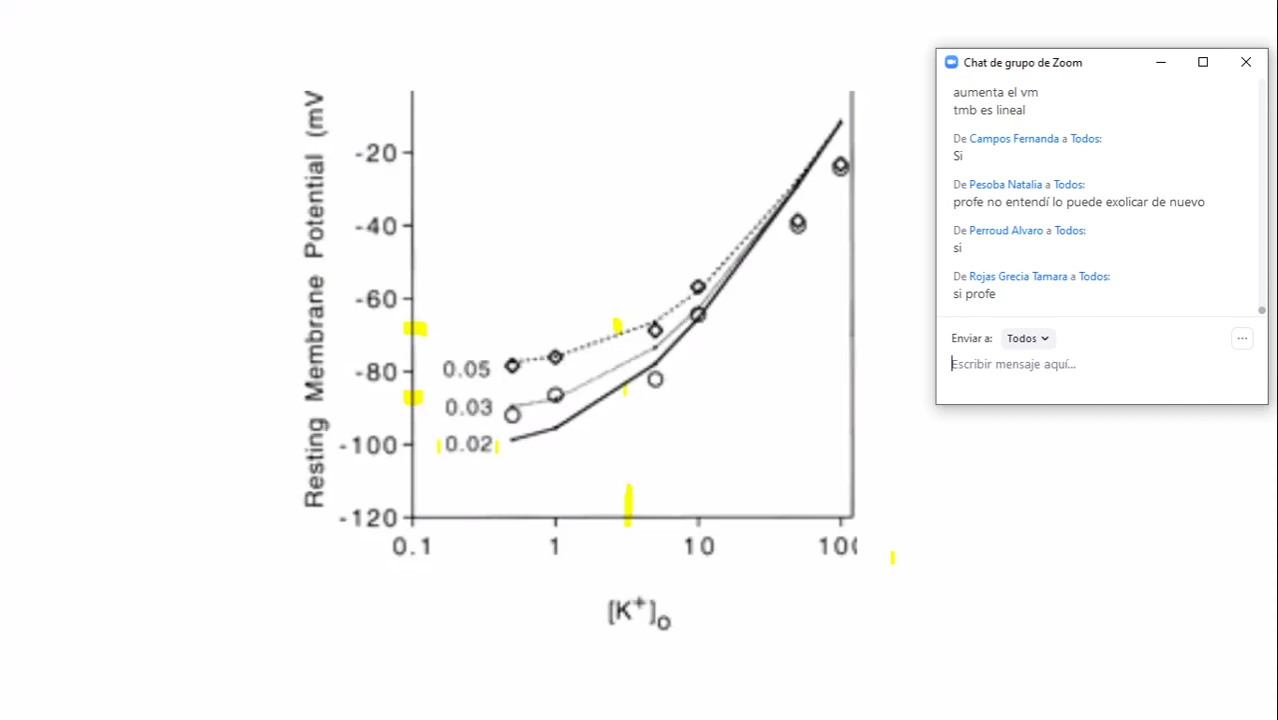 Resting Membrane Potential (mV
-20
-40
-60
-80
-100
-120
0.05
0.03
0.02
0.1
1
10
100
[K+]o
Chat de grupo de Zoom
aumenta el vm
tmb es lineal
De Campos Fernanda a Todos:
Si
De Pesoba Natalia a Todos:
profe no entendí lo puede exolicar de nuevo
De Perroud Alvaro a Todos:
si
De Rojas Grecia Tamara a Todos:
si profe
Enviar a: Todos
Escribir mensaje aquí...